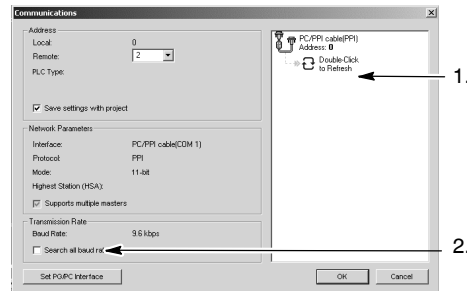 Communications
Address
Local: 0
Remote: 2
PLC Type:
Save settings with project
Network Parameters
Interface: PC/PPI cable(COM 1)
Protocol: PPI
Mode: 11-bit
Highest Station (HSA):
Supports multiple masters
Transmission Rate
Baud Rate: 9.6 kbps
Search all baud rat
Set PG/PC Interface
PC/PPI cable(PPI)
Address: 0
Double-Click
to Refresh
OK
Cancel
1.
2.